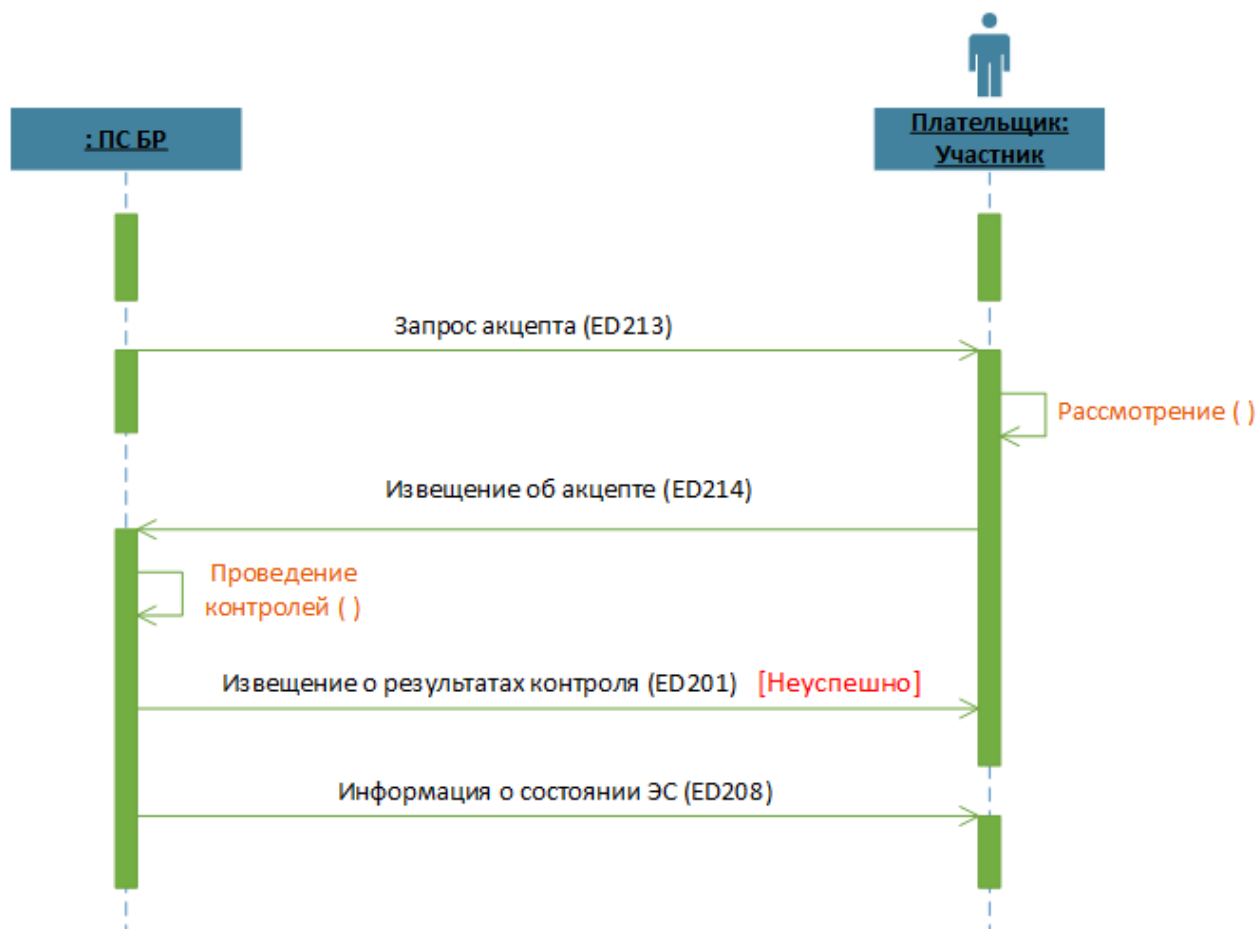 : ПС БР
Плательщик:
Участник
Запрос акцепта (ED213)
Рассмотрение ( )
Извещение об акцепте (ED214)
Проведение
контролей ( )
Извещение о результатах контроля (ED201) [Неуспешно]
Информация о состоянии ЭС (ED208)